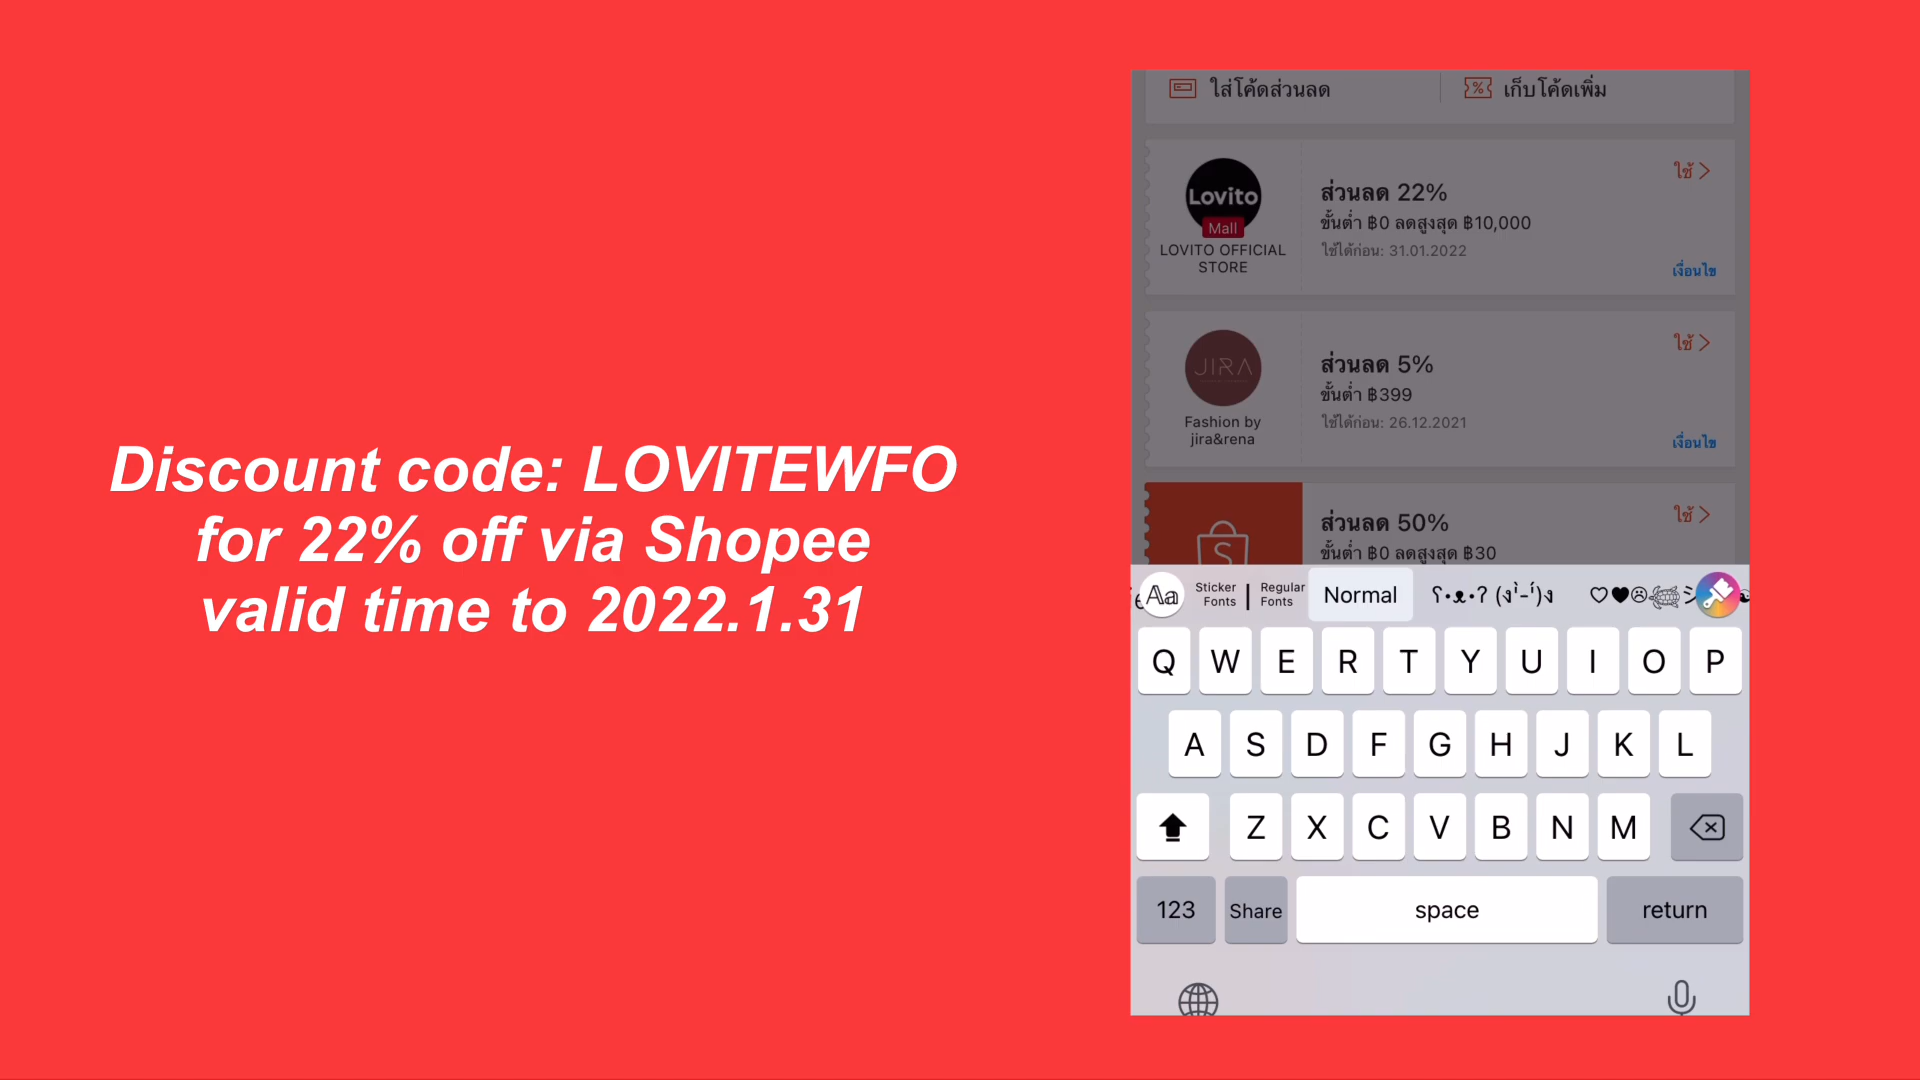 Discount code: LOVITEWFO
for 22% off via Shopee
valid time to 2022.1.31
ใส่โค้ดส่วนลด
เก็บโค้ดเพิ่ม
Lovito
Mall
LOVITO OFFICIAL
STORE
ส่วนลด 22%
ขั้นต่ำ ฿0 ลดสูงสุด ฿10,000
ใช้ได้ก่อน: 31.01.2022
ใช้
เงื่อนไข
JIRA
Fashion by
jira&rena
ส่วนลด 5%
ขั้นต่ำ ฿399
ใช้ได้ก่อน: 26.12.2021
ใช้
เงื่อนไข
S
ส่วนลด 50%
ขั้นต่ำ ฿0 ลดสูงสุด ฿30
ใช้
Aa
Sticker
Fonts
Regular
Fonts
Normal
ʕ•ᴥ•ʔ (ง'̀-'́)ง
Q W E R T Y U I O P
A S D F G H J K L
Z X C V B N M
123 Share space return